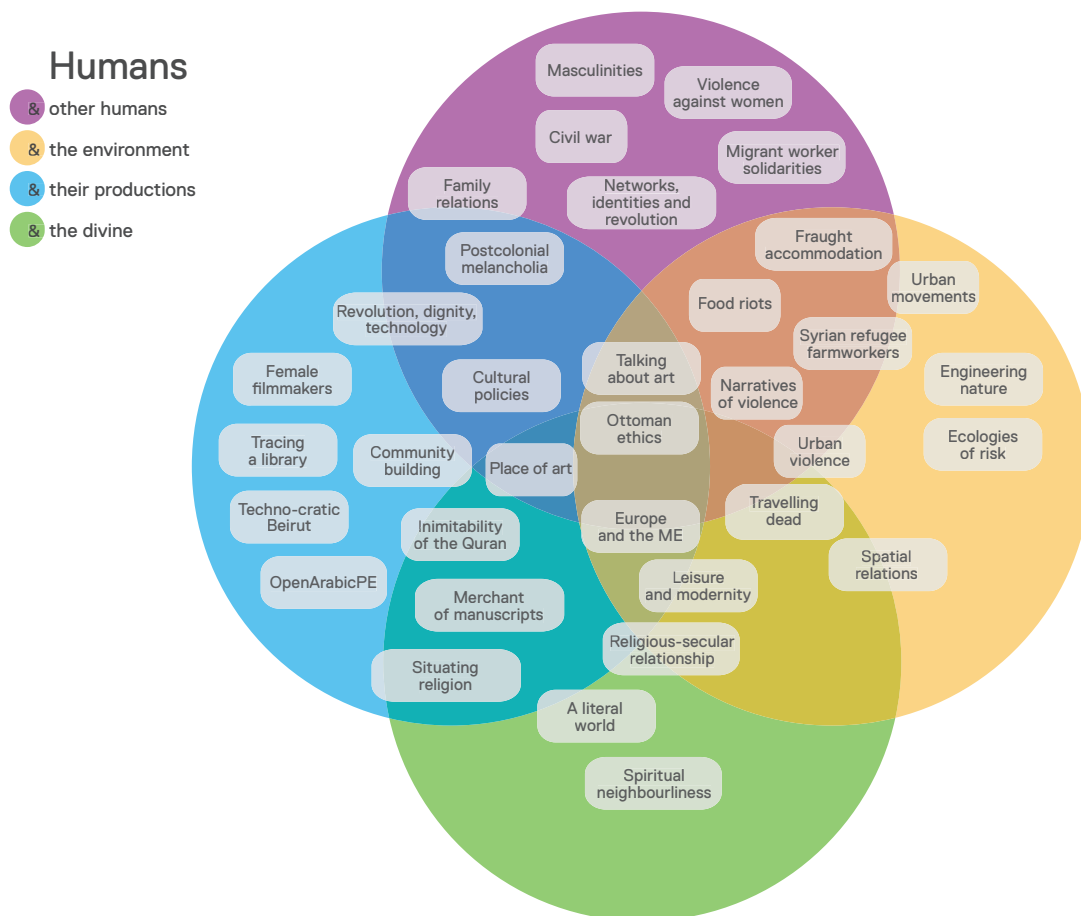 Humans
& other humans
& the environment
& their productions
& the divine
Masculinities
Violence
against women
Civil war
Migrant worker
solidarities
Family
relations
Networks,
identities and
revolution
Postcolonial
melancholia
Fraught
accommodation
Urban
movements
Food riots
Revolution, dignity,
technology
Syrian refugee
farmworkers
Female
filmmakers
Cultural
policies
Talking
about art
Narratives
of violence
Engineering
nature
Ottoman
ethics
Tracing
a library
Community
building
Place of art
Urban
violence
Ecologies
of risk
Techno-cratic
Beirut
Inimitability
of the Quran
Europe
and the ME
Travelling
dead
Spatial
relations
OpenArabicPE
Merchant
of manuscripts
Leisure
and modernity
Religious-secular
relationship
Situating
religion
A literal
world
Spiritual
neighbourliness